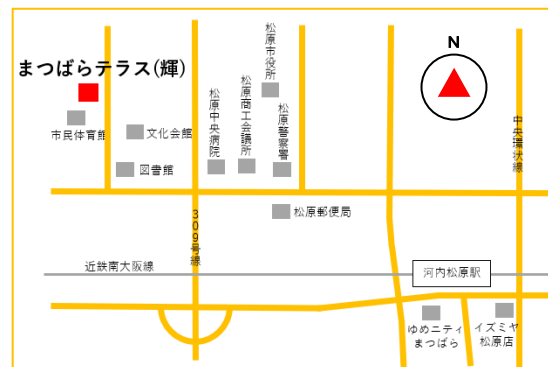 N
まつばらテラス(輝)
市民体育館
文化会館
図書館
松原中央病院
松原商工会議所
松原市役所
松原警察署
中央環状線
松原郵便局
309号線
近鉄南大阪線
河内松原駅
ゆめニティ
まつばら
イズミヤ
松原店